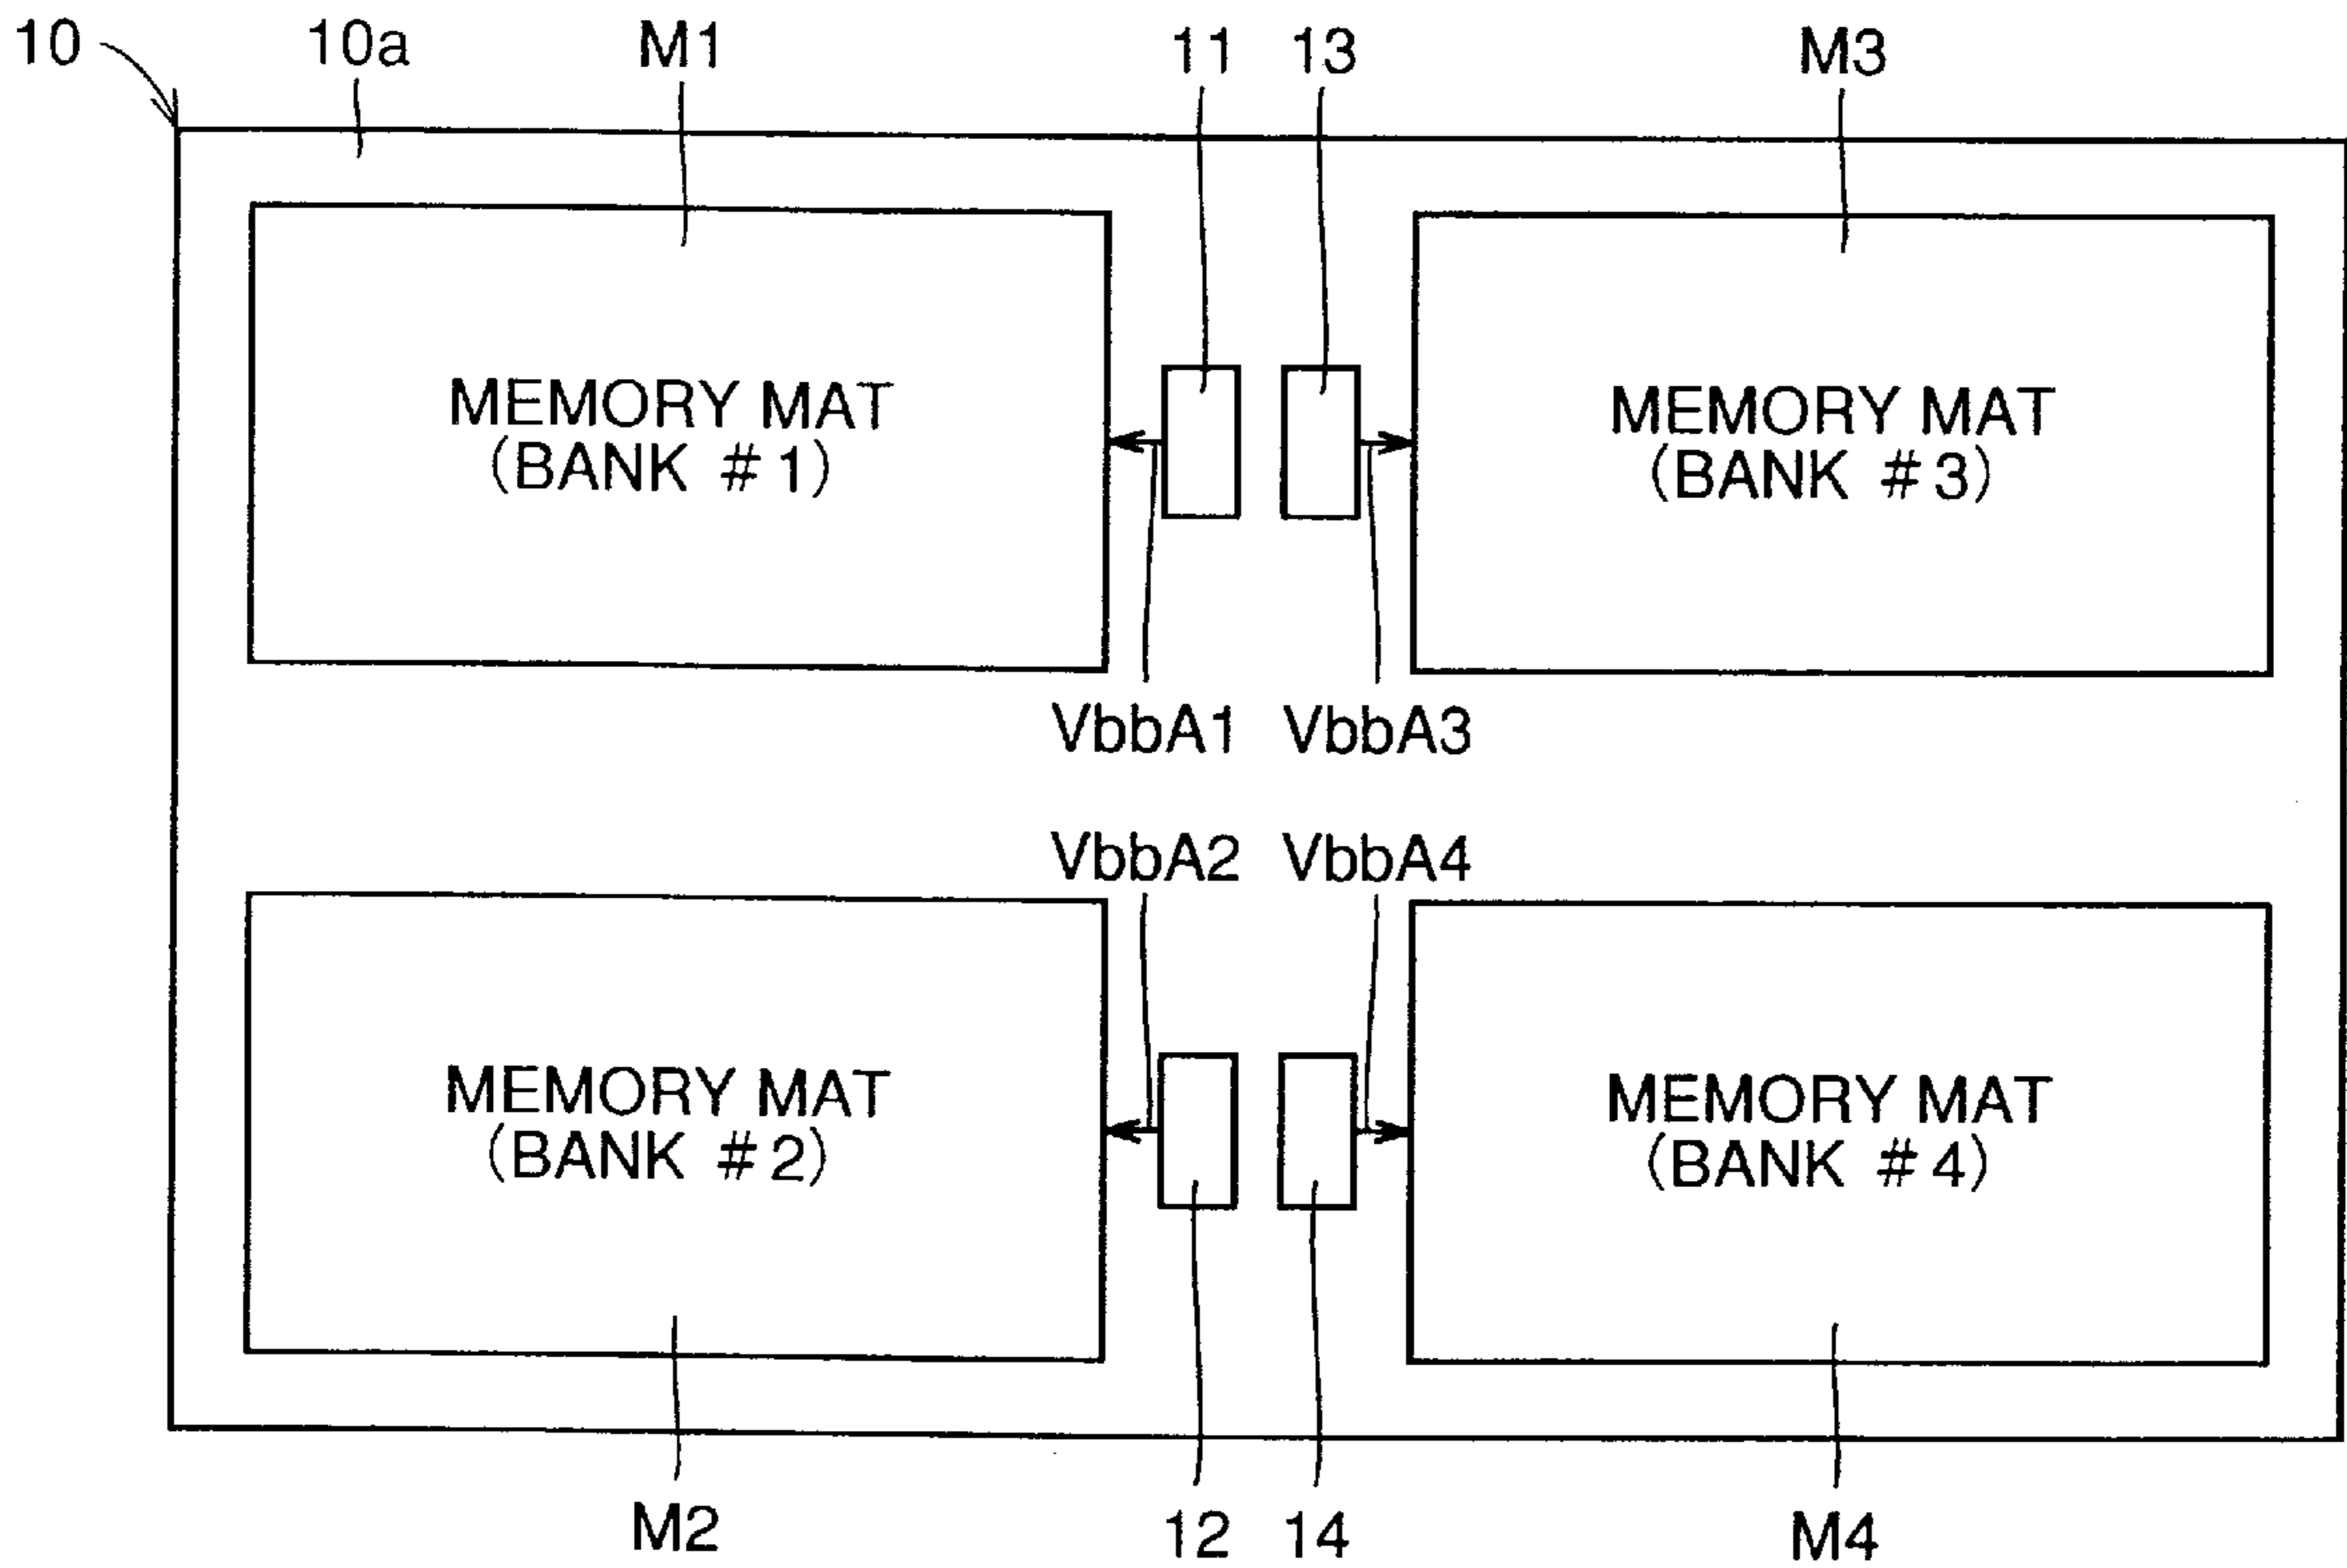 10 10a M1 11 13 M3
MEMORY MAT
(BANK #1)
MEMORY MAT
(BANK #3)
VbbA1 VbbA3
VbbA2 VbbA4
MEMORY MAT
(BANK #2)
MEMORY MAT
(BANK #4)
M2 12 14 M4